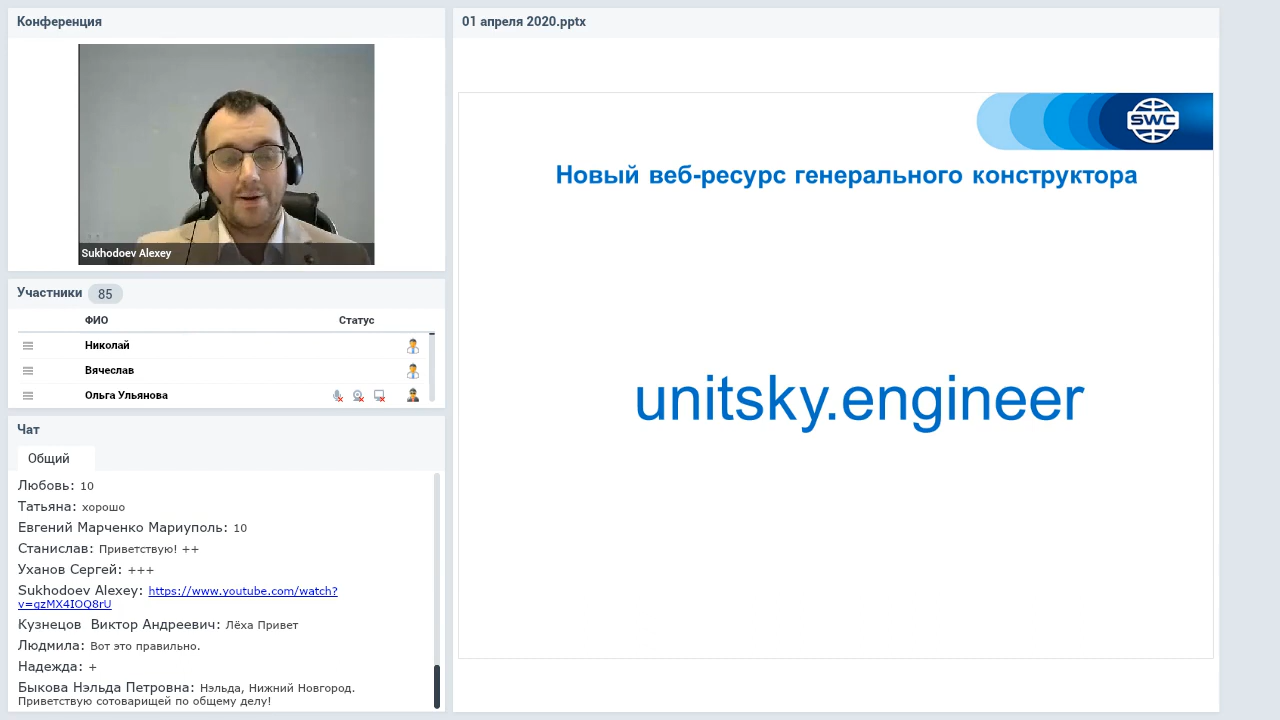 Конференция
Sukhodoev Alexey
Участники 85
ФИО Статус
Николай
Вячеслав
Ольга Ульянова
Чат
Общий
Любовь: 10
Татьяна: хорошо
Евгений Марченко Мариуполь: 10
Станислав: Приветствую! ++
Уханов Сергей: +++
Sukhodoev Alexey: https://www.youtube.com/watch?
v=gzMX4IOQ8rU
Кузнецов Виктор Андреевич: Лёха Привет
Людмила: Вот это правильно.
Надежда: +
Быкова Нэльда Петровна: Нэльда, Нижний Новгород.
Приветствую сотоварищей по общему делу!
01 апреля 2020.pptx
SWC
Новый веб-ресурс генерального конструктора
unitsky.engineer